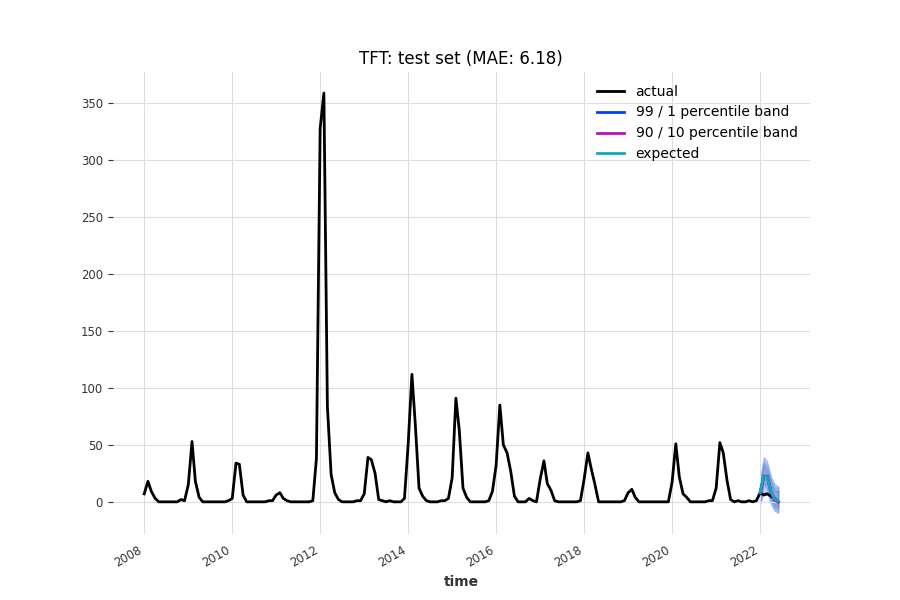 TFT: test set (MAE: 6.18)
actual
99 / 1 percentile band
90 / 10 percentile band
expected
350
300
250
200
150
100
50
0
2008
2010
2012
2014
2016
2018
2020
2022
time